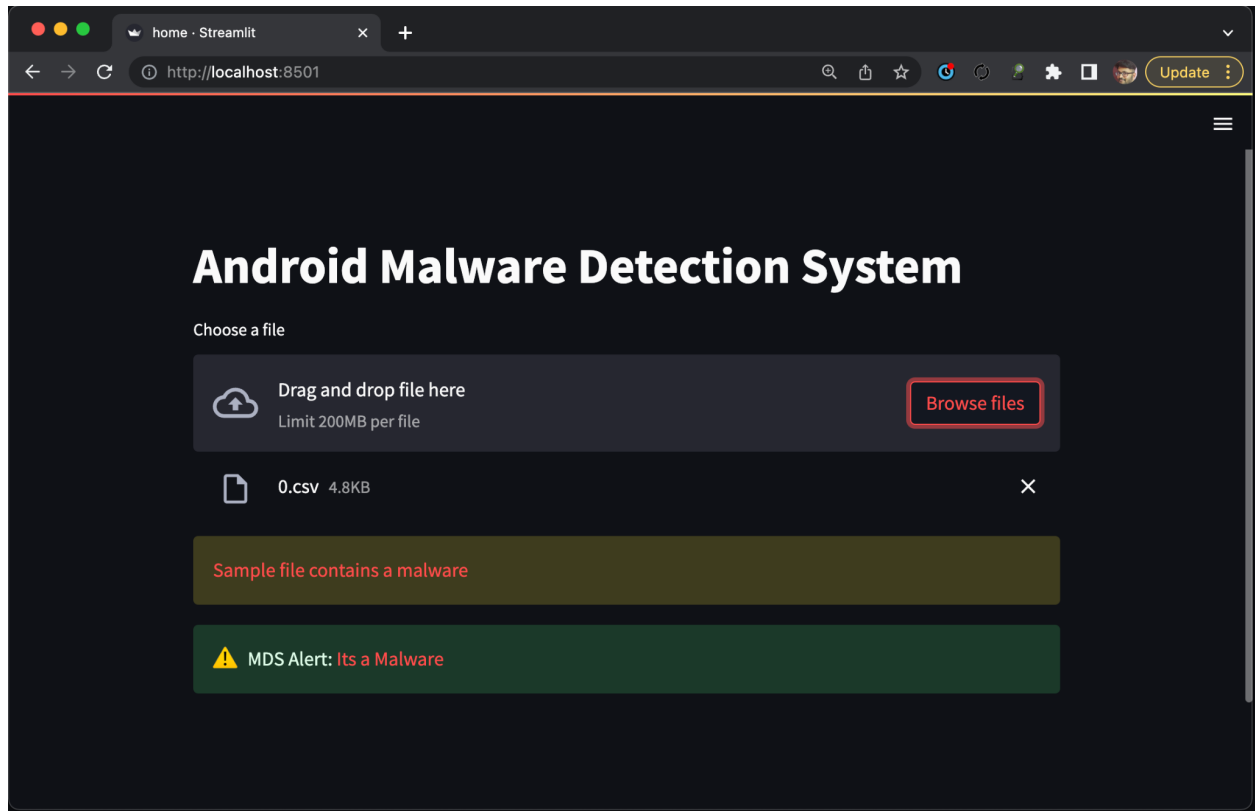 home · Streamlit
http://localhost:8501
Update
Android Malware Detection System
Choose a file
Drag and drop file here
Limit 200MB per file
Browse files
0.csv 4.8KB
Sample file contains a malware
MDS Alert: Its a Malware